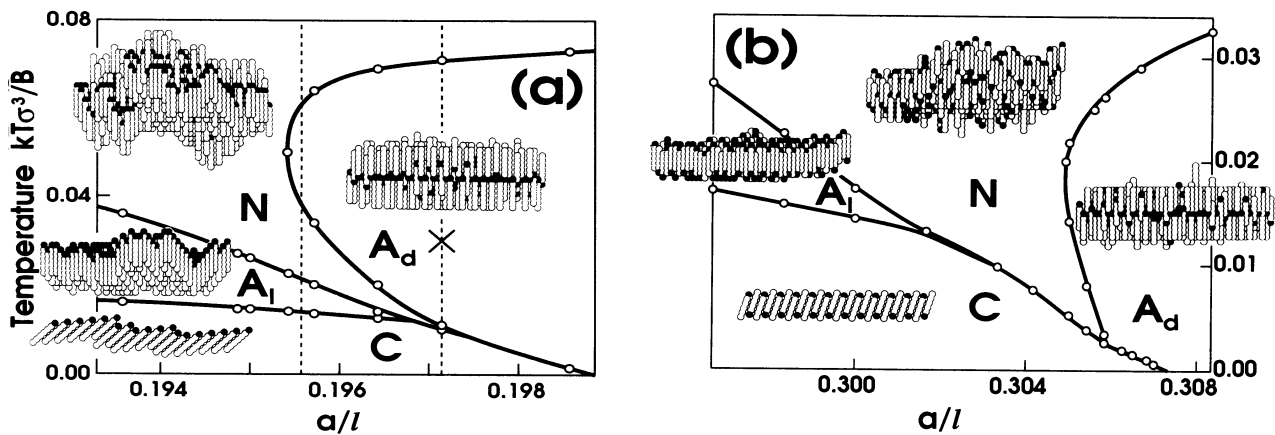 0.08
0.04
0.00
Temperature kTσ³/B
(a)
N
A_d
A_l
C
0.194
0.196
0.198
a/l
(b)
A_l
N
C
A_d
0.03
0.02
0.01
0.00
0.300
0.304
0.308
a/l